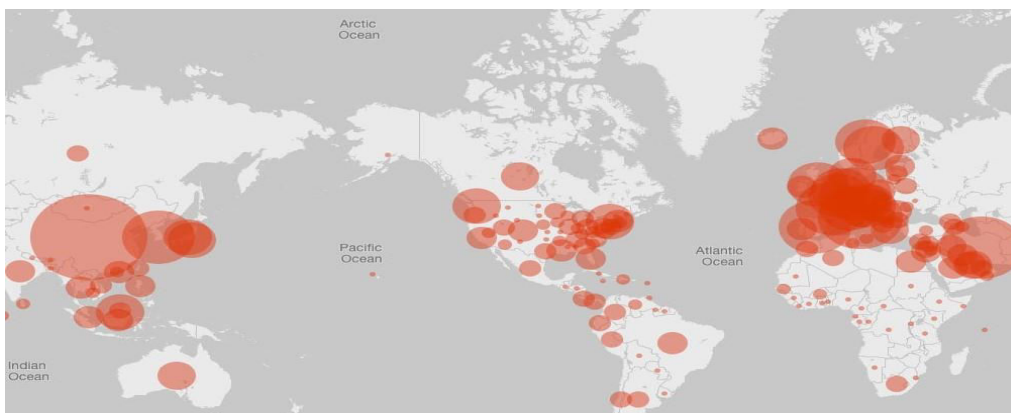 Arctic
Ocean
Pacific
Ocean
Atlantic
Ocean
Indian
Ocean